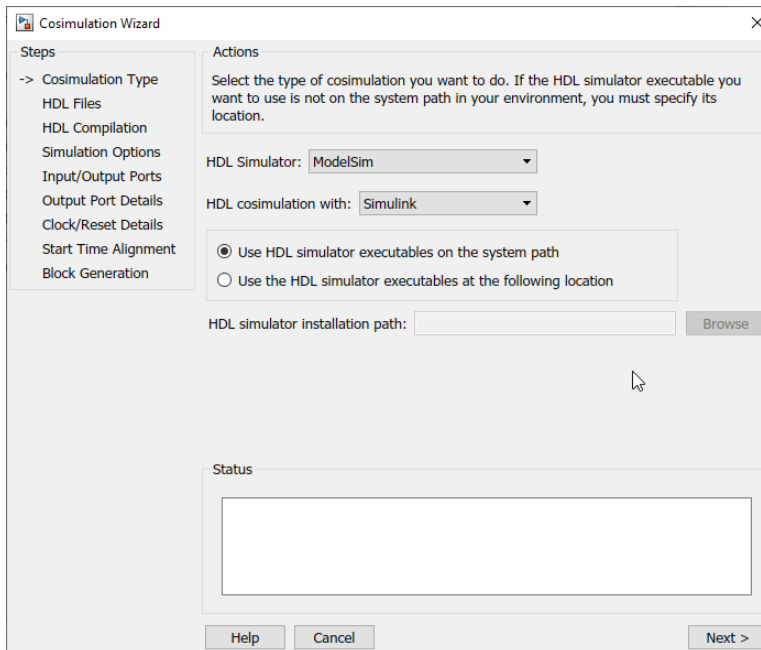 Cosimulation Wizard
Steps
-> Cosimulation Type
HDL Files
HDL Compilation
Simulation Options
Input/Output Ports
Output Port Details
Clock/Reset Details
Start Time Alignment
Block Generation
Actions
Select the type of cosimulation you want to do. If the HDL simulator executable you
want to use is not on the system path in your environment, you must specify its
location.
HDL Simulator: ModelSim
HDL cosimulation with: Simulink
Use HDL simulator executables on the system path
Use the HDL simulator executables at the following location
HDL simulator installation path: Browse
Status
Help Cancel Next >